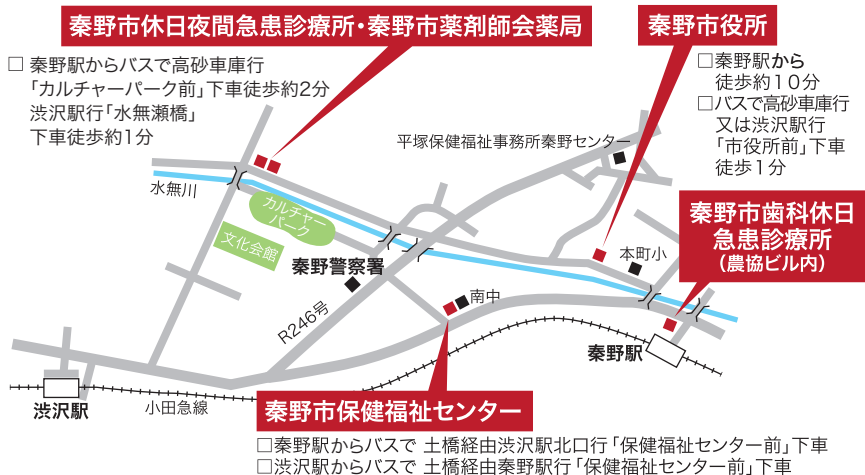 秦野市休日夜間急患診療所・秦野市薬剤師会薬局
□ 秦野駅からバスで高砂車庫行
「カルチャーパーク前」下車徒歩約2分
渋沢駅行「水無瀬橋」
下車徒歩約1分
秦野市役所
□秦野駅から
徒歩約10分
□バスで高砂車庫行
又は渋沢駅行
「市役所前」下車
徒歩1分
平塚保健福祉事務所秦野センター
水無川
カルチャー
パーク
文化会館
秦野警察署
R246号
南中
本町小
秦野市歯科休日
急患診療所
（農協ビル内）
秦野駅
渋沢駅
小田急線
秦野市保健福祉センター
□秦野駅からバスで 土橋経由渋沢駅北口行「保健福祉センター前」下車
□渋沢駅からバスで 土橋経由秦野駅行「保健福祉センター前」下車